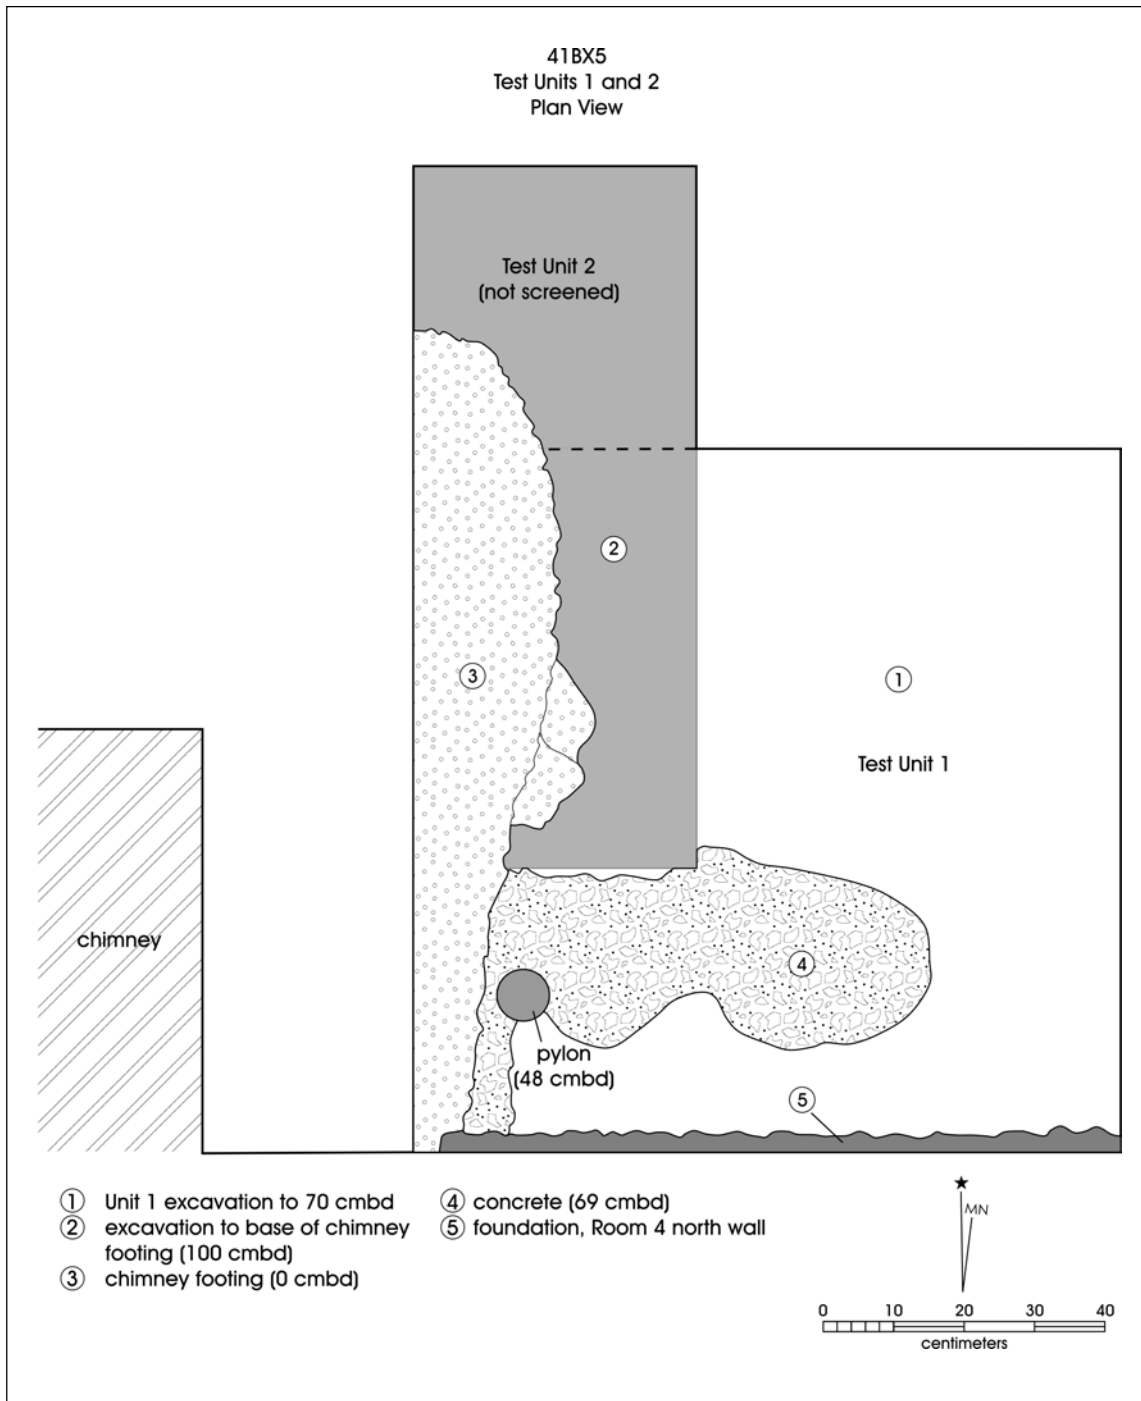 41BX5
Test Units 1 and 2
Plan View
Test Unit 2
(not screened)
2
3
1
Test Unit 1
chimney
4
pylon
(48 cmbd)
5
1 Unit 1 excavation to 70 cmbd
2 excavation to base of chimney
footing (100 cmbd)
3 chimney footing (0 cmbd)
4 concrete (69 cmbd)
5 foundation, Room 4 north wall
MN
0 10 20 30 40
centimeters